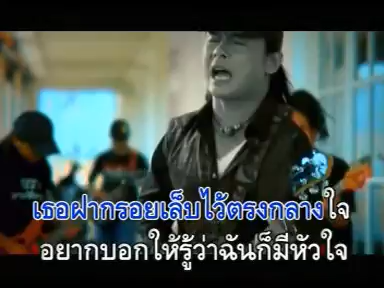 เธอฝากรอยเล็บไว้ตรงกลางใจ
อยากบอกให้รู้ว่าฉันก็มีหัวใจ